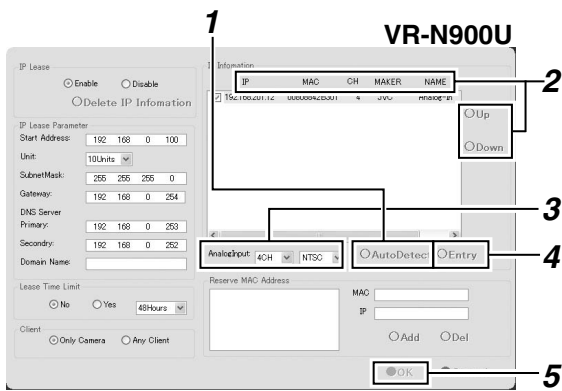 1
VR-N900U
IP Lease
Enable Disable
Delete IP Infomation
IP Infomation
IP MAC CH MAKER NAME
192.168.201.12 4 JVC Analog-In
2
Up
Down
IP Lease Parameter
Start Address: 192 168 0 100
Unit: 10Units
SubnetMask: 255 255 255 0
Gateway: 192 168 0 254
DNS Server
Primary: 192 168 0 253
Secondry: 192 168 0 252
Domain Name:
3
AnalogInput: 4CH NTSC
AutoDetect Entry
4
Lease Time Limit
No Yes 48Hours
Client
Only Camera Any Client
Reserve MAC Address
MAC
IP
Add Del
OK
5